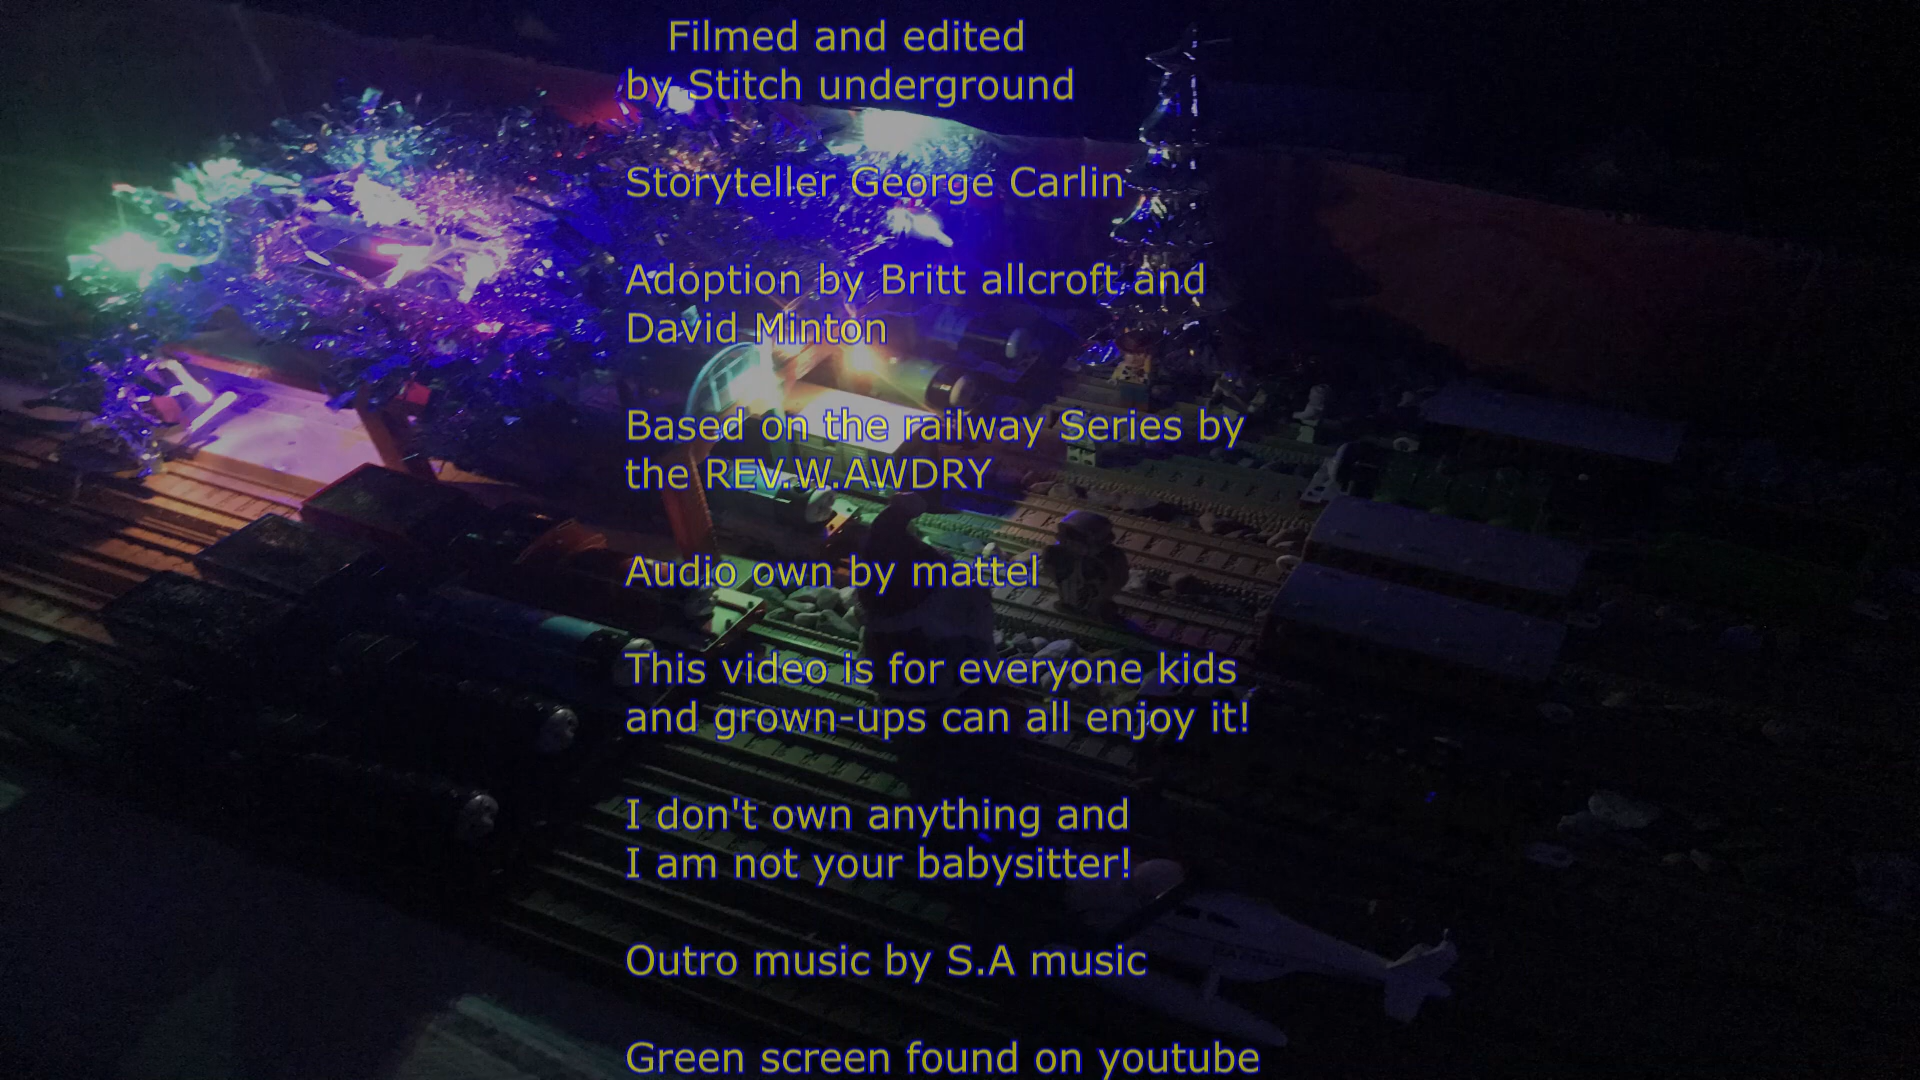 Filmed and edited
by Stitch underground
Storyteller George Carlin
Adoption by Britt allcroft and
David Minton
Based on the railway Series by
the REV.W.AWDRY
Audio own by mattel
This video is for everyone kids
and grown-ups can all enjoy it!
I don't own anything and
I am not your babysitter!
Outro music by S.A music
Green screen found on youtube